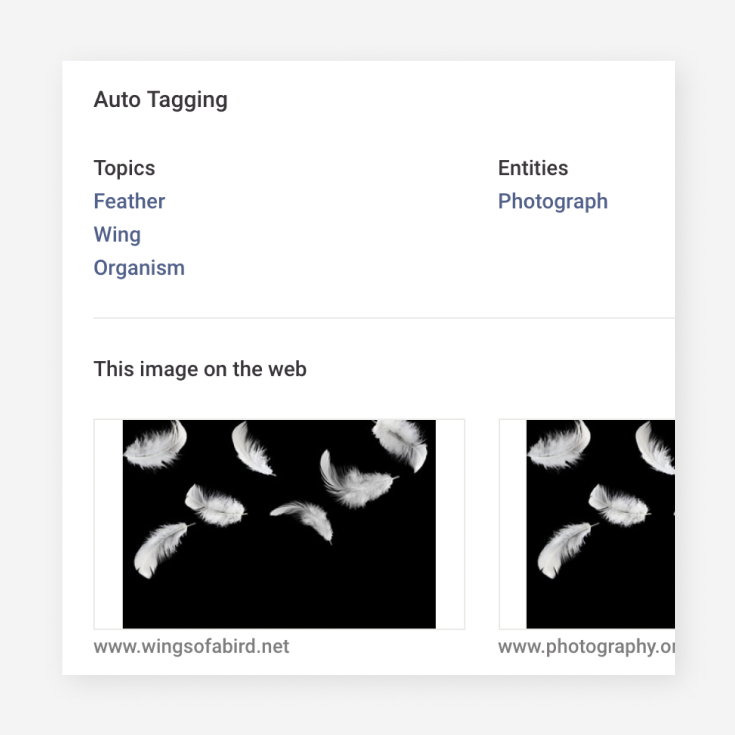 Auto Tagging
Topics
Feather
Wing
Organism
Entities
Photograph
This image on the web
www.wingsofabird.net
www.photography.or